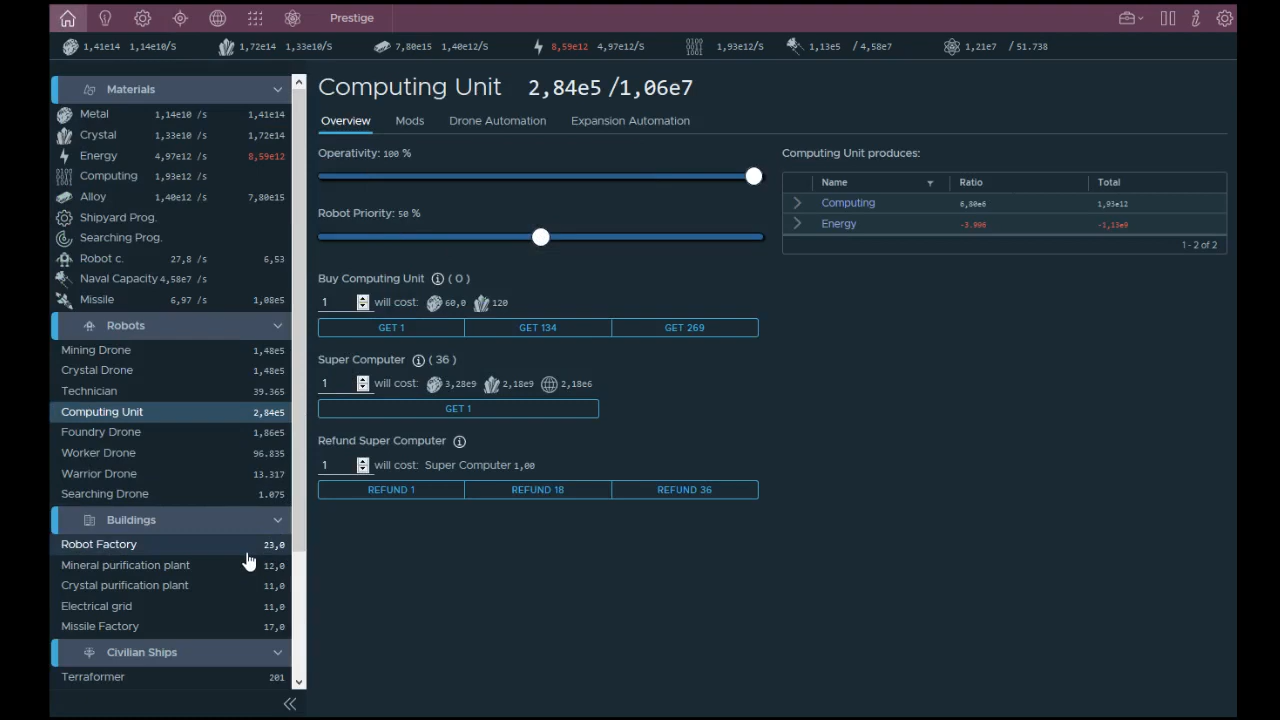 Prestige
1,41e14 1,14e10/S 1,72e14 1,33e10/S 7,80e15 1,40e12/S 8,59e12 4,97e12/S 1,93e12/S 1,13e5 / 4,58e7 1,21e7 / 51.738
Materials
Metal 1,14e10 /s 1,41e14
Crystal 1,33e10 /s 1,72e14
Energy 4,97e12 /s 8,59e12
Computing 1,93e12 /s
Alloy 1,40e12 /s 7,80e15
Shipyard Prog.
Searching Prog.
Robot c. 27,8 /s 6,53
Naval Capacity 4,58e7 /s
Missile 6,97 /s 1,08e5
Robots
Mining Drone 1,48e5
Crystal Drone 1,48e5
Technician 39.365
Computing Unit 2,84e5
Foundry Drone 1,86e5
Worker Drone 96.835
Warrior Drone 13.317
Searching Drone 1.075
Buildings
Robot Factory 23,0
Mineral purification plant 12,0
Crystal purification plant 11,0
Electrical grid 11,0
Missile Factory 17,0
Civilian Ships
Terraformer 201
Computing Unit 2,84e5 /1,06e7
Overview Mods Drone Automation Expansion Automation
Operativity: 100 %
Robot Priority: 50 %
Buy Computing Unit ( 0 )
1 will cost: 60,0 120
GET 1 GET 134 GET 269
Super Computer ( 36 )
1 will cost: 3,28e9 2,18e9 2,18e6
GET 1
Refund Super Computer
1 will cost: Super Computer 1,00
REFUND 1 REFUND 18 REFUND 36
Computing Unit produces:
Name Ratio Total
Computing 6,80e6 1,93e12
Energy -1,13e9
1 - 2 of 2